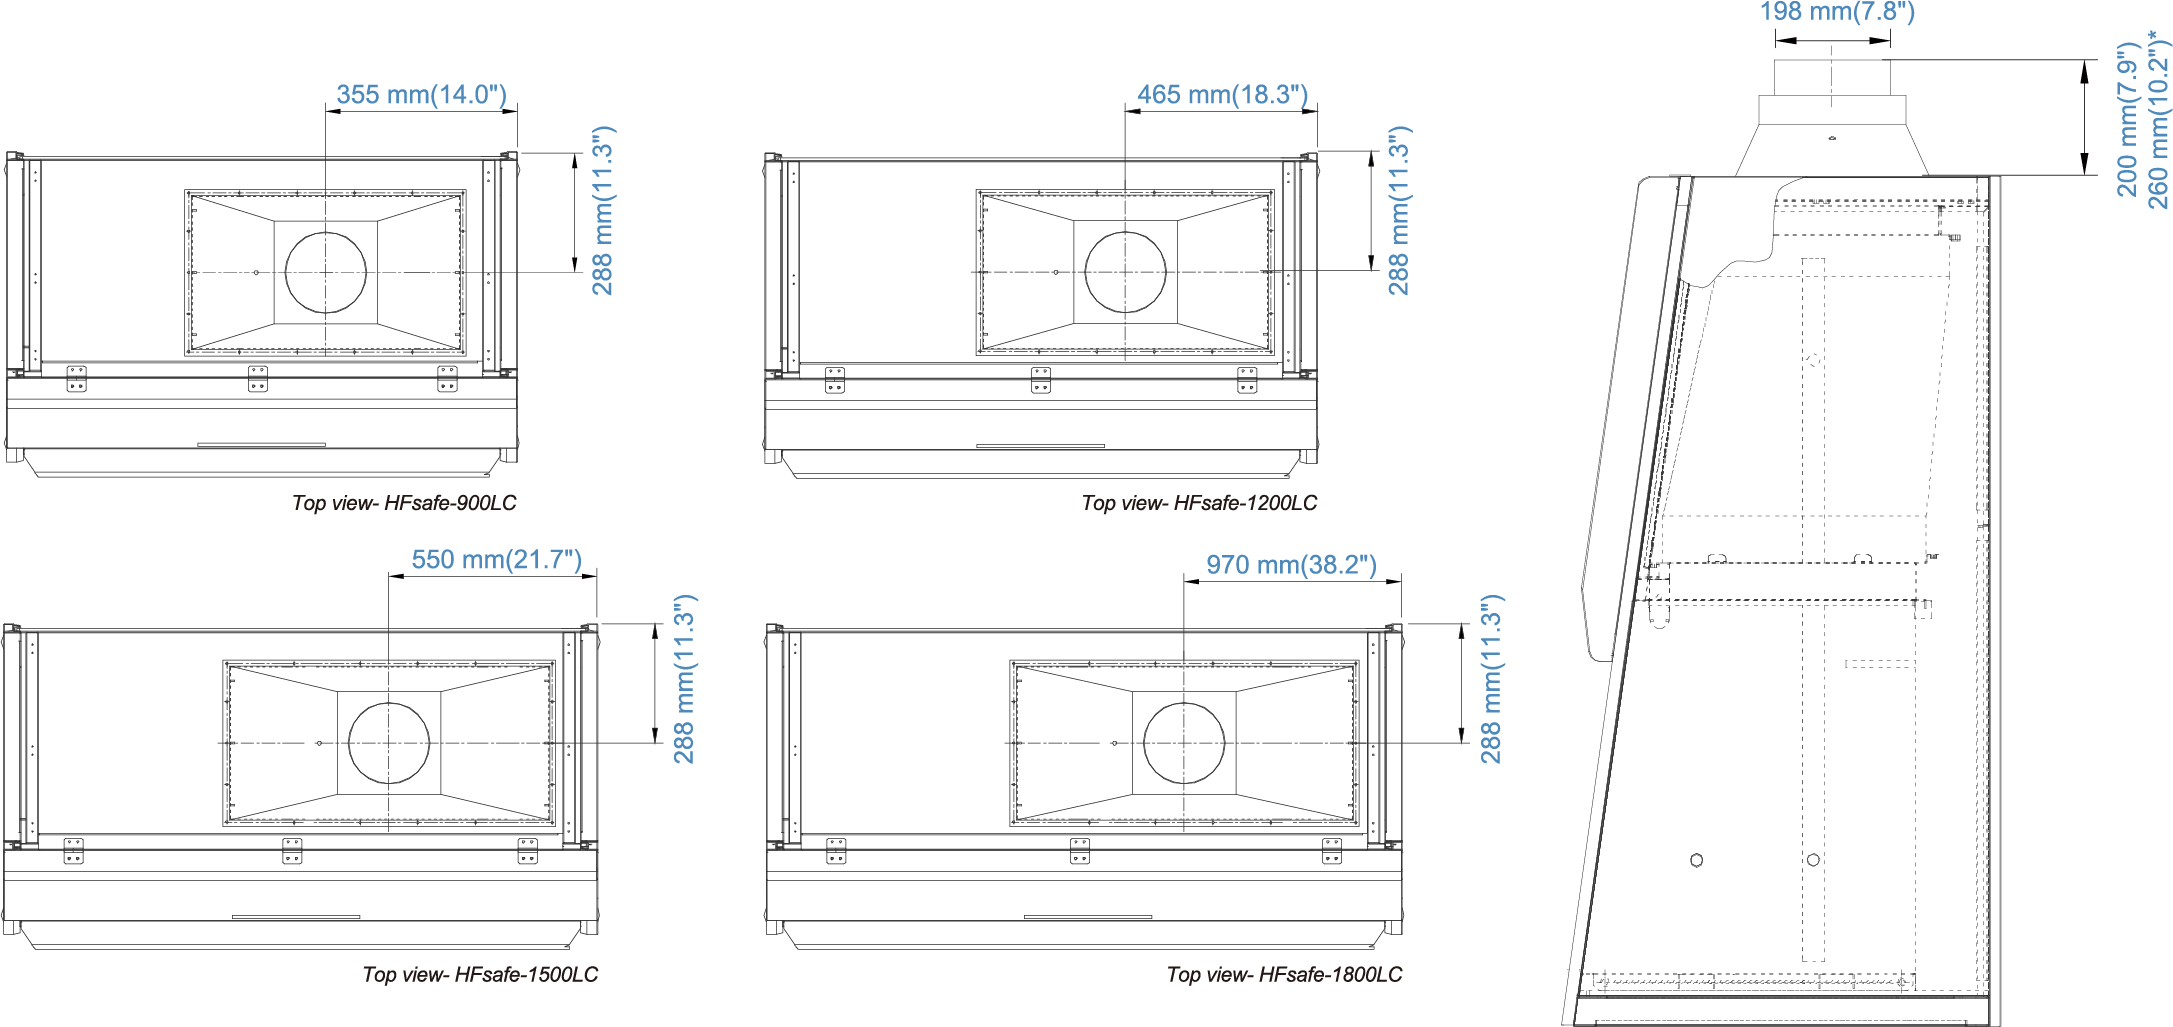 355 mm(14.0")
288 mm(11.3")
Top view- HFsafe-900LC
465 mm(18.3")
288 mm(11.3")
Top view- HFsafe-1200LC
550 mm(21.7")
288 mm(11.3")
Top view- HFsafe-1500LC
970 mm(38.2")
288 mm(11.3")
Top view- HFsafe-1800LC
198 mm(7.8")
200 mm(7.9")
260 mm(10.2")*